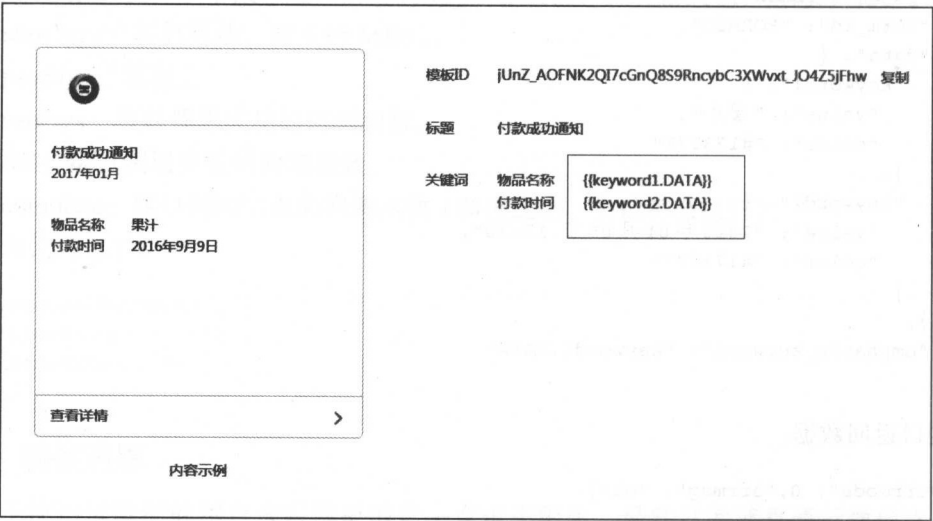 付款成功通知
2017年01月
物品名称 果汁
付款时间 2016年9月9日
查看详情
内容示例
模板ID jUnZ_AOFNK2QI7cGnQ8S9RncybC3XWvxt_JO4Z5jFhw 复制
标题 付款成功通知
关键词 物品名称 {{keyword1.DATA}}
付款时间 {{keyword2.DATA}}